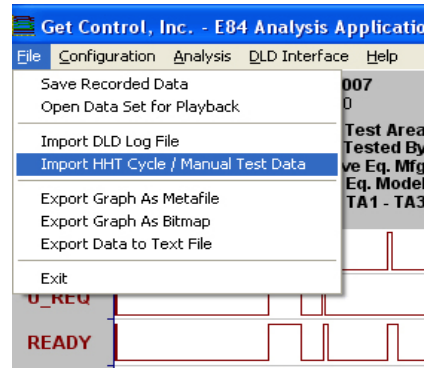 Get Control, Inc. - E84 Analysis Applicatio
File Configuration Analysis DLD Interface Help
Save Recorded Data
007
Open Data Set for Playback
0
Test Area
Import DLD Log File
Tested By
Import HHT Cycle / Manual Test Data
ve Eq. Mfg
Eq. Model
Export Graph As Metafile
TA1 - TA3
Export Graph As Bitmap
Export Data to Text File
Exit
U_REQ
READY